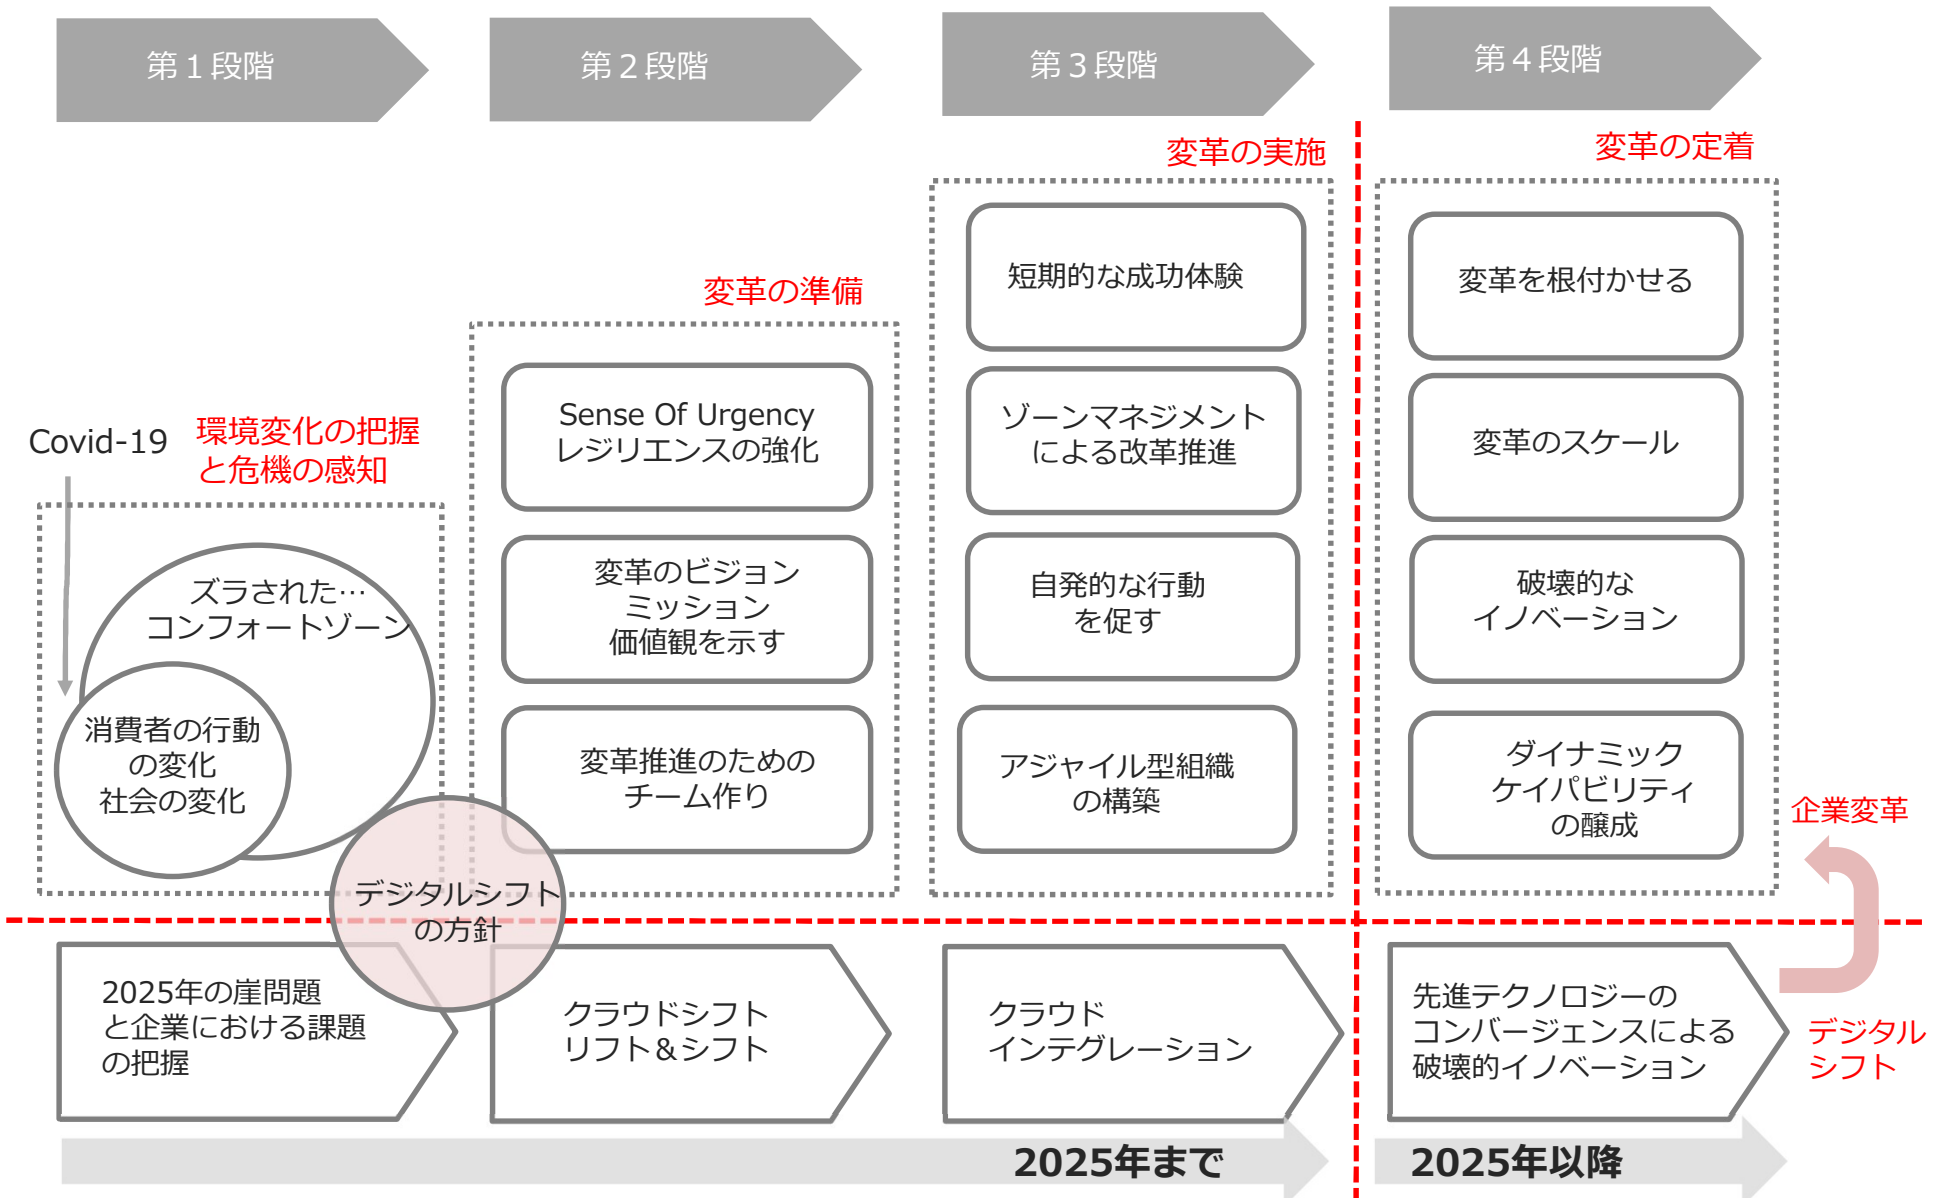 第１段階
第２段階
第３段階
第４段階
Covid-19
環境変化の把握
と危機の感知
ズラされた…
コンフォートゾーン
消費者の行動
の変化
社会の変化
変革の準備
Sense Of Urgency
レジリエンスの強化
変革のビジョン
ミッション
価値観を示す
変革推進のための
チーム作り
変革の実施
短期的な成功体験
ゾーンマネジメント
による改革推進
自発的な行動
を促す
アジャイル型組織
の構築
変革の定着
変革を根付かせる
変革のスケール
破壊的な
イノベーション
ダイナミック
ケイパビリティ
の醸成
企業変革
デジタルシフト
の方針
2025年の崖問題
と企業における課題
の把握
クラウドシフト
リフト＆シフト
クラウド
インテグレーション
先進テクノロジーの
コンバージェンスによる
破壊的イノベーション
デジタル
シフト
2025年まで
2025年以降